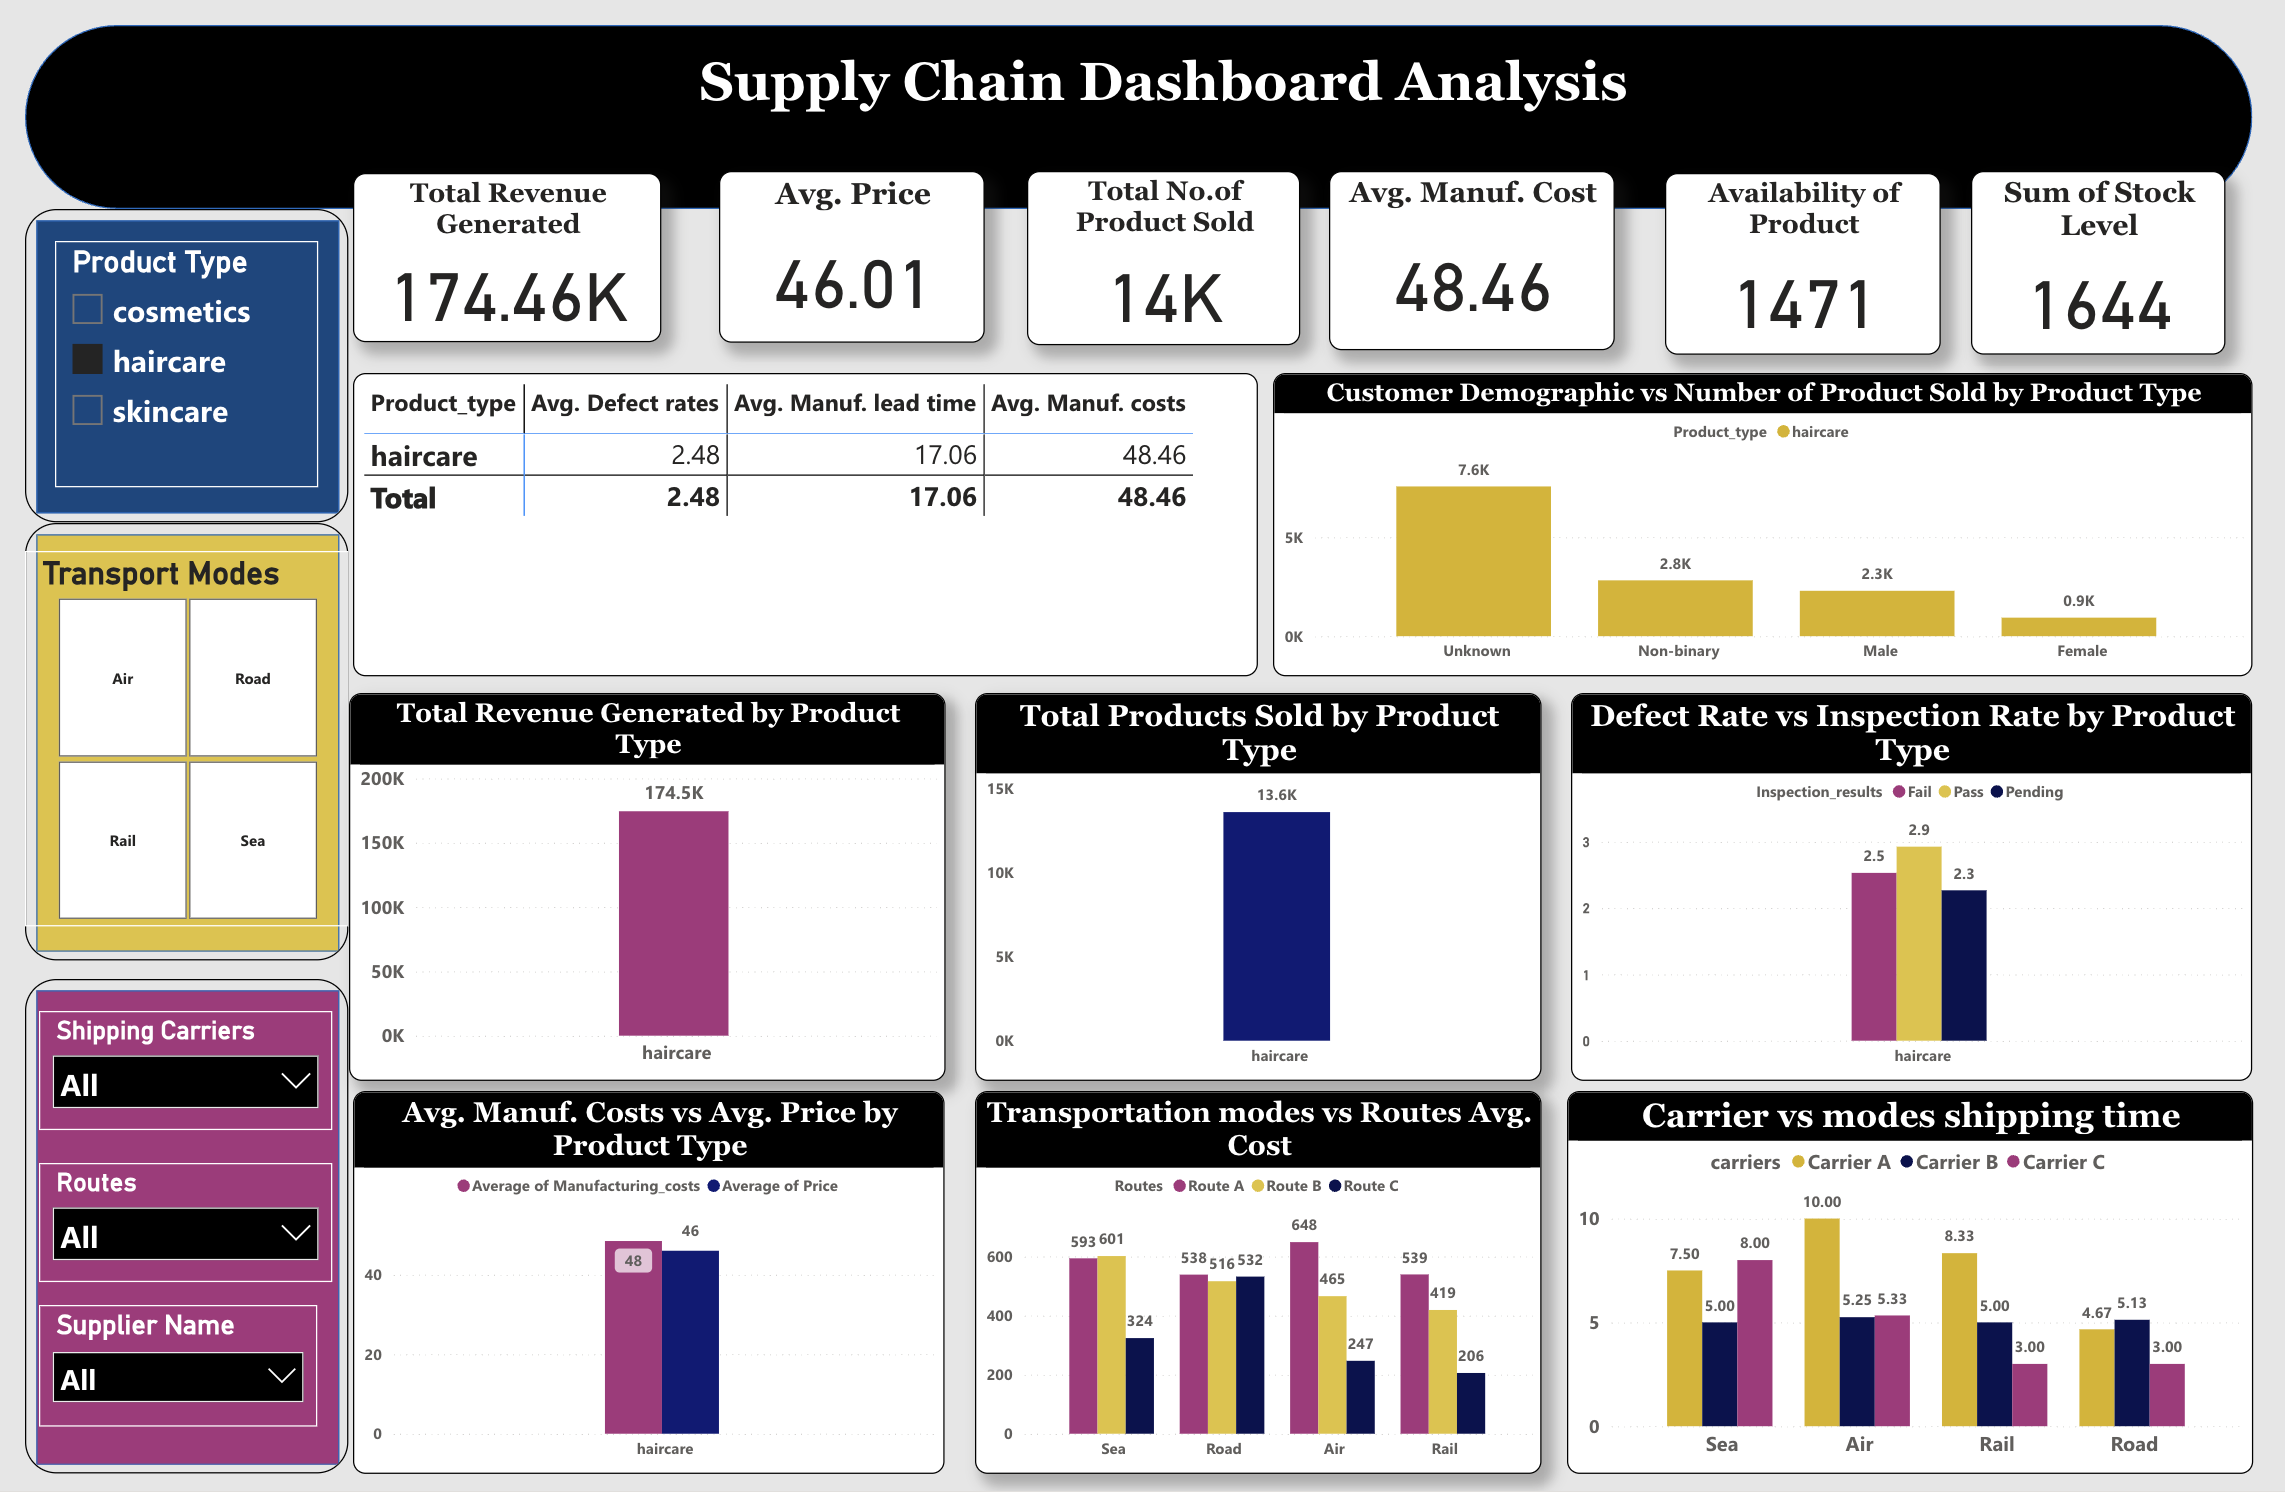 Supply Chain Dashboard Analysis
Total Revenue
Generated
174.46K
Avg. Price
46.01
Total No.of
Product Sold
14K
Avg. Manuf. Cost
48.46
Availability of
Product
1471
Sum of Stock
Level
1644
Product Type
cosmetics
haircare
skincare
Transport Modes
Air Road
Rail Sea
Shipping Carriers
All
Routes
All
Supplier Name
All
Product_type Avg. Defect rates Avg. Manuf. lead time Avg. Manuf. costs
haircare 2.48 17.06 48.46
Total 2.48 17.06 48.46
Customer Demographic vs Number of Product Sold by Product Type
Product_type haircare
7.6K
2.8K
2.3K
0.9K
5K
0K
Unknown Non-binary Male Female
Total Revenue Generated by Product
Type
200K
174.5K
150K
100K
50K
0K
haircare
Total Products Sold by Product
Type
15K
13.6K
10K
5K
0K
haircare
Defect Rate vs Inspection Rate by Product
Type
Inspection_results Fail Pass Pending
2.9
3
2.5
2.3
2
1
0
haircare
Avg. Manuf. Costs vs Avg. Price by
Product Type
Average of Manufacturing_costs Average of Price
46
48
40
20
0
haircare
Transportation modes vs Routes Avg.
Cost
Routes Route A Route B Route C
600
400
200
0
593 601 324
538 516 532
648 465 247
539 419 206
Sea Road Air Rail
Carrier vs modes shipping time
carriers Carrier A Carrier B Carrier C
10
5
0
7.50 5.00 8.00
10.00 5.25 5.33
8.33 5.00 3.00
4.67 5.13 3.00
Sea Air Rail Road